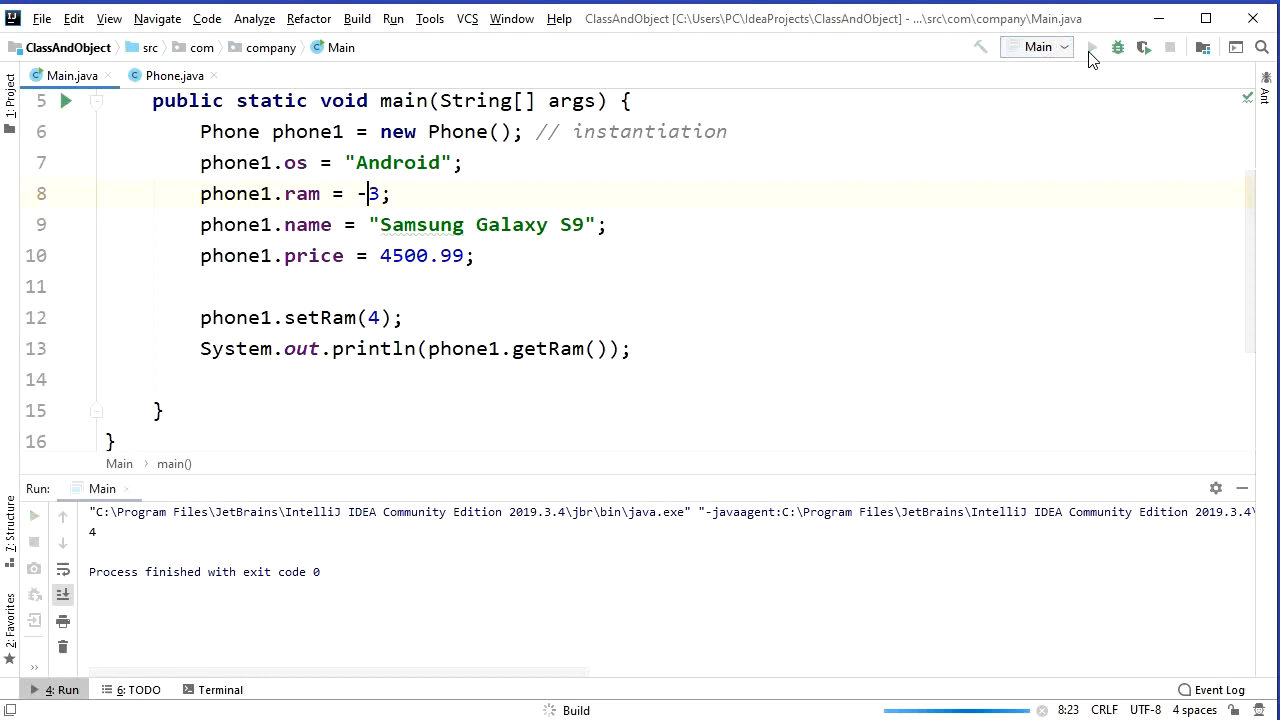 File Edit View Navigate Code Analyze Refactor Build Run Tools VCS Window Help ClassAndObject [C:\Users\PC\IdeaProjects\ClassAndObject] - ...\src\com\company\Main.java
ClassAndObject src com company Main Main
Main.java Phone.java
1: Project
Ant
5 public static void main(String[] args) {
6 Phone phone1 = new Phone(); // instantiation
7 phone1.os = "Android";
8 phone1.ram = -3;
9 phone1.name = "Samsung Galaxy S9";
10 phone1.price = 4500.99;
11
12 phone1.setRam(4);
13 System.out.println(phone1.getRam());
14
15 }
16 }
Main main()
Run: Main
7: Structure
2: Favorites
"C:\Program Files\JetBrains\IntelliJ IDEA Community Edition 2019.3.4\jbr\bin\java.exe" "-javaagent:C:\Program Files\JetBrains\IntelliJ IDEA Community Edition 2019.3.4\
4
Process finished with exit code 0
4: Run 6: TODO Terminal Event Log
Build 8:23 CRLF UTF-8 4 spaces